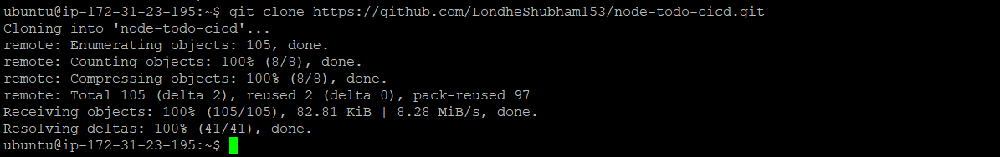 ubuntu@ip-172-31-23-195:~$ git clone https://github.com/LondheShubham153/node-todo-cicd.git
Cloning into 'node-todo-cicd'...
remote: Enumerating objects: 105, done.
remote: Counting objects: 100% (8/8), done.
remote: Compressing objects: 100% (8/8), done.
remote: Total 105 (delta 2), reused 2 (delta 0), pack-reused 97
Receiving objects: 100% (105/105), 82.81 KiB | 8.28 MiB/s, done.
Resolving deltas: 100% (41/41), done.
ubuntu@ip-172-31-23-195:~$